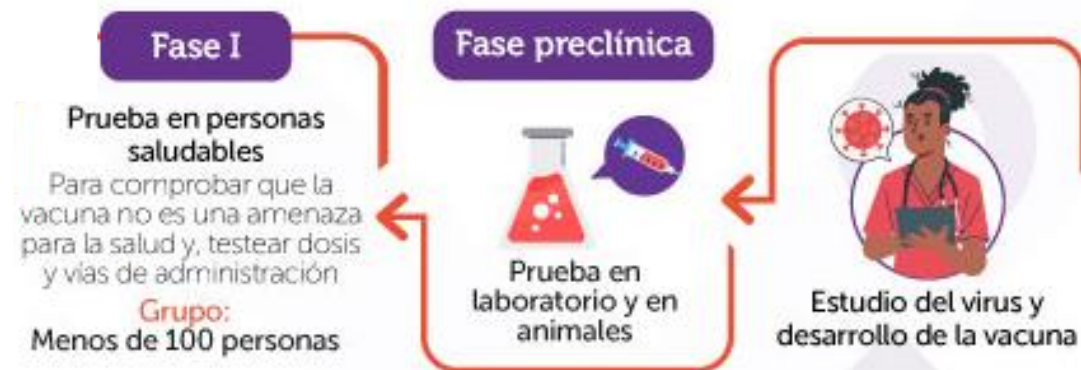 Fase I
Prueba en personas
saludables
Para comprobar que la
vacuna no es una amenaza
para la salud y, testear dosis
y vías de administración
Grupo:
Menos de 100 personas
Fase preclínica
Prueba en
laboratorio y en
animales
Estudio del virus y
desarrollo de la vacuna